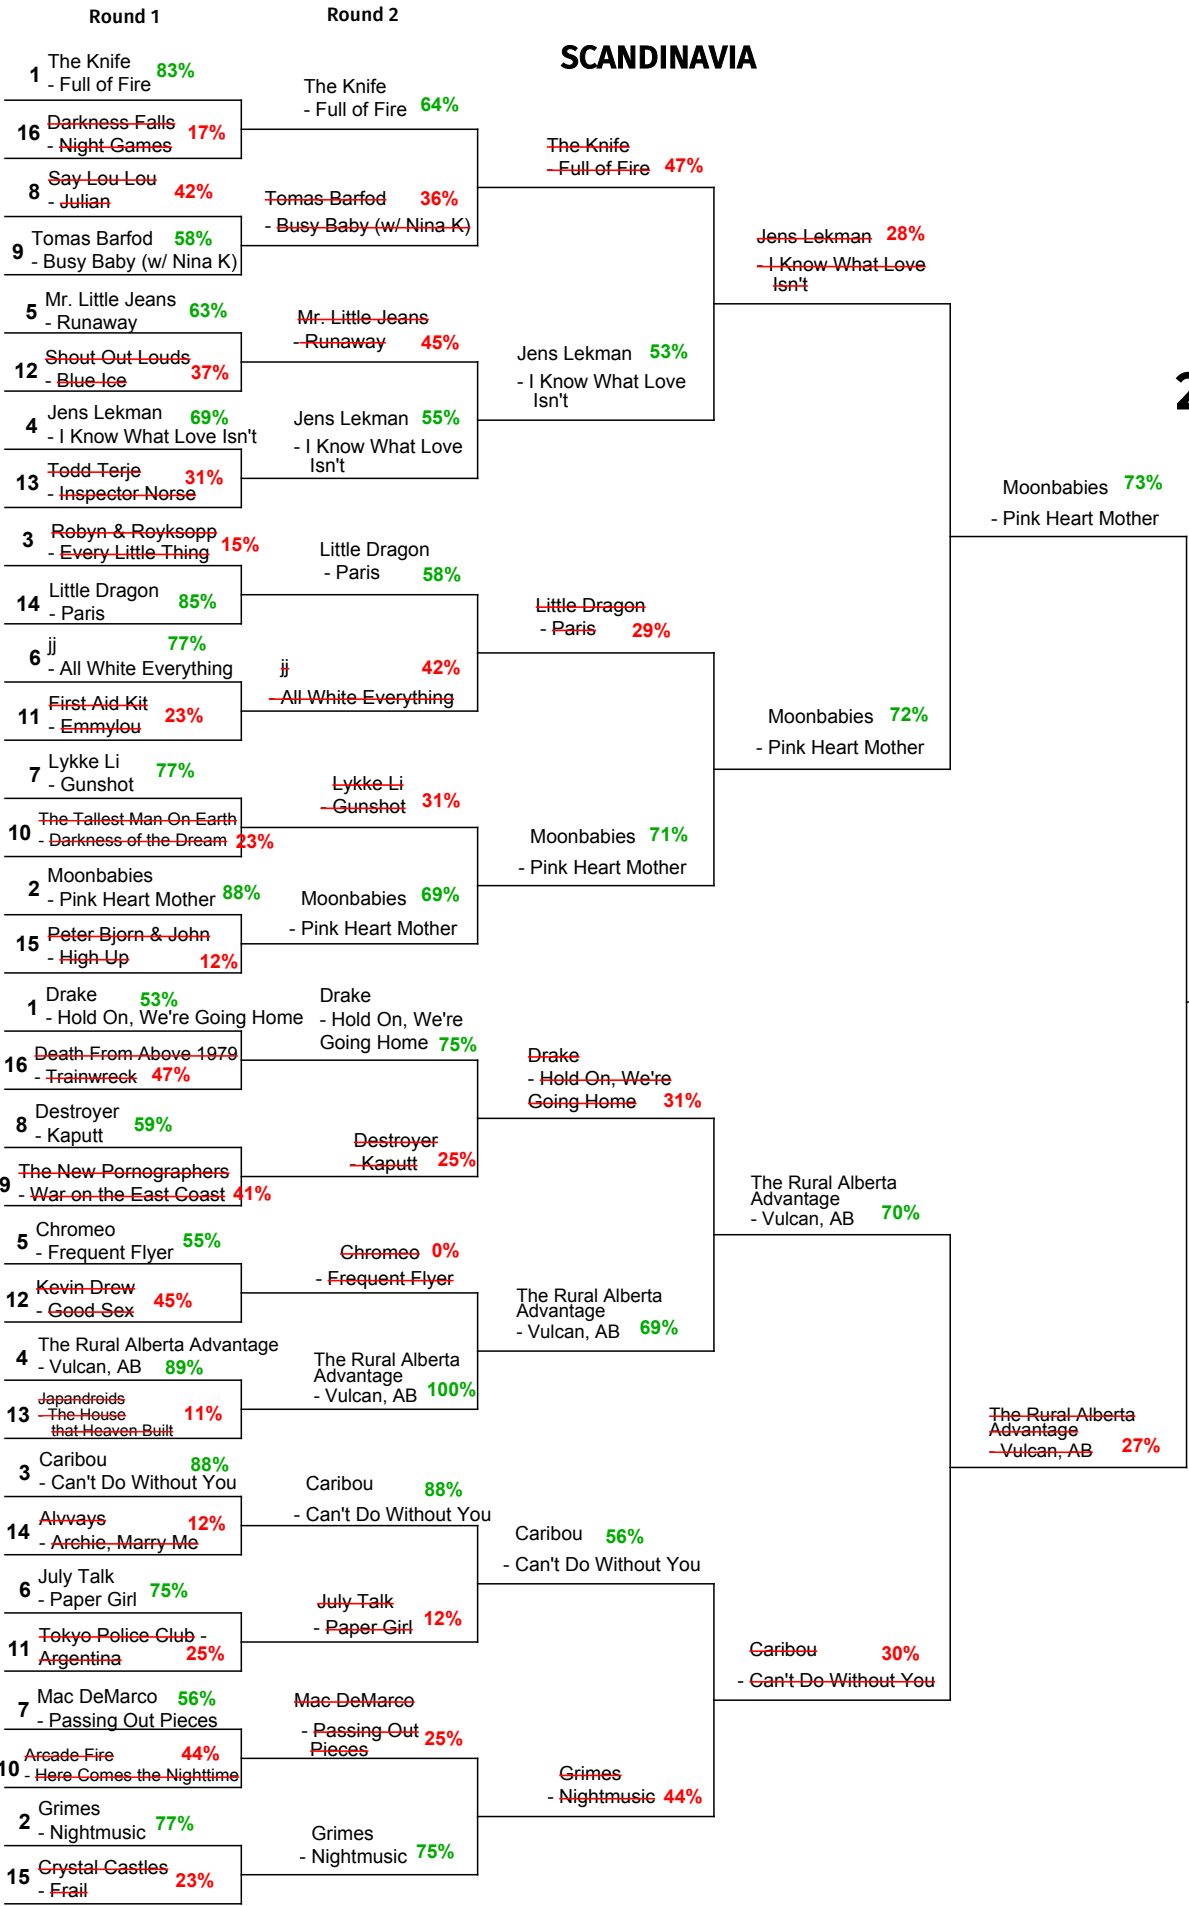 Round 1
Round 2
SCANDINAVIA
1 The Knife 83%
- Full of Fire
16 Darkness Falls 17%
- Night Games
8 Say Lou Lou 42%
- Julian
9 Tomas Barfod 58%
- Busy Baby (w/ Nina K)
5 Mr. Little Jeans 63%
- Runaway
12 Shout Out Louds 37%
- Blue Ice
4 Jens Lekman 69%
- I Know What Love Isn't
13 Todd Terje 31%
- Inspector Norse
3 Robyn & Royksopp 15%
- Every Little Thing
14 Little Dragon 85%
- Paris
6 jj 77%
- All White Everything
11 First Aid Kit 23%
- Emmylou
7 Lykke Li 77%
- Gunshot
10 The Tallest Man On Earth
- Darkness of the Dream 23%
2 Moonbabies
- Pink Heart Mother 88%
15 Peter Bjorn & John
- High Up 12%
1 Drake 53%
- Hold On, We're Going Home
16 Death From Above 1979
- Trainwreck 47%
8 Destroyer 59%
- Kaputt
9 The New Pornographers
- War on the East Coast 41%
5 Chromeo 55%
- Frequent Flyer
12 Kevin Drew 45%
- Good Sex
4 The Rural Alberta Advantage
- Vulcan, AB 89%
13 Japandroids 11%
- The House
that Heaven Built
3 Caribou 88%
- Can't Do Without You
14 Alvvays 12%
- Archie, Marry Me
6 July Talk 75%
- Paper Girl
11 Tokyo Police Club -
Argentina 25%
7 Mac DeMarco 56%
- Passing Out Pieces
10 Arcade Fire 44%
- Here Comes the Nighttime
2 Grimes 77%
- Nightmusic
15 Crystal Castles 23%
- Frail
The Knife
- Full of Fire 64%
Tomas Barfod 36%
- Busy Baby (w/ Nina K)
Mr. Little Jeans
- Runaway 45%
Jens Lekman 55%
- I Know What Love
Isn't
Little Dragon
- Paris 58%
jj 42%
- All White Everything
Lykke Li
- Gunshot 31%
Moonbabies 69%
- Pink Heart Mother
Drake
- Hold On, We're
Going Home 75%
Destroyer
- Kaputt 25%
Chromeo 0%
- Frequent Flyer
The Rural Alberta
Advantage
- Vulcan, AB 100%
Caribou 88%
- Can't Do Without You
July Talk
- Paper Girl 12%
Mac DeMarco
- Passing Out 25%
Pieces
Grimes
- Nightmusic 75%
The Knife
- Full of Fire 47%
Jens Lekman 53%
- I Know What Love
Isn't
Little Dragon
- Paris 29%
Moonbabies 71%
- Pink Heart Mother
Drake
- Hold On, We're
Going Home 31%
The Rural Alberta
Advantage
- Vulcan, AB 69%
Caribou 56%
- Can't Do Without You
Grimes
- Nightmusic 44%
Jens Lekman 28%
- I Know What Love
Isn't
Moonbabies 72%
- Pink Heart Mother
The Rural Alberta
Advantage
- Vulcan, AB 70%
Caribou 30%
- Can't Do Without You
Moonbabies 73%
- Pink Heart Mother
The Rural Alberta
Advantage
- Vulcan, AB 27%